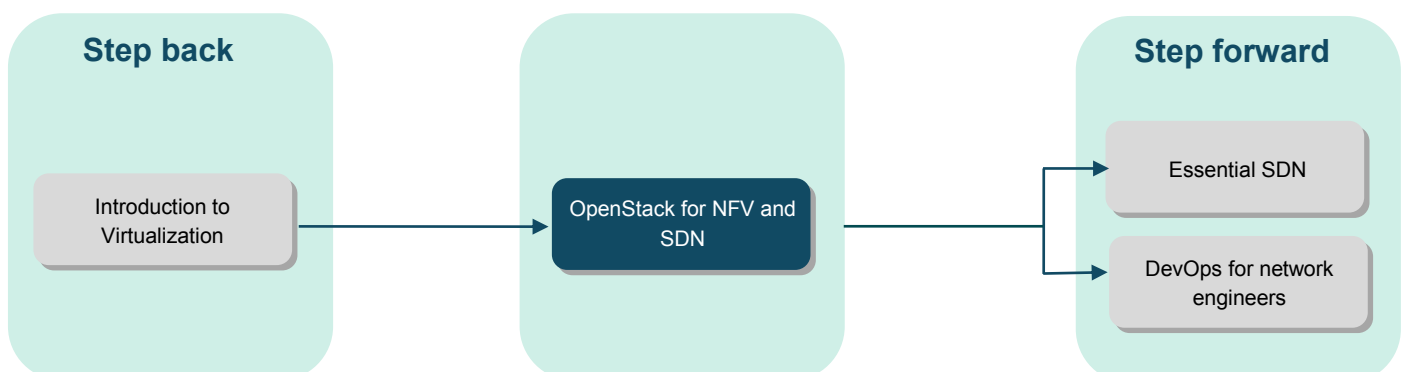 Step back
Introduction to
Virtualization
OpenStack for NFV and
SDN
Step forward
Essential SDN
DevOps for network
engineers